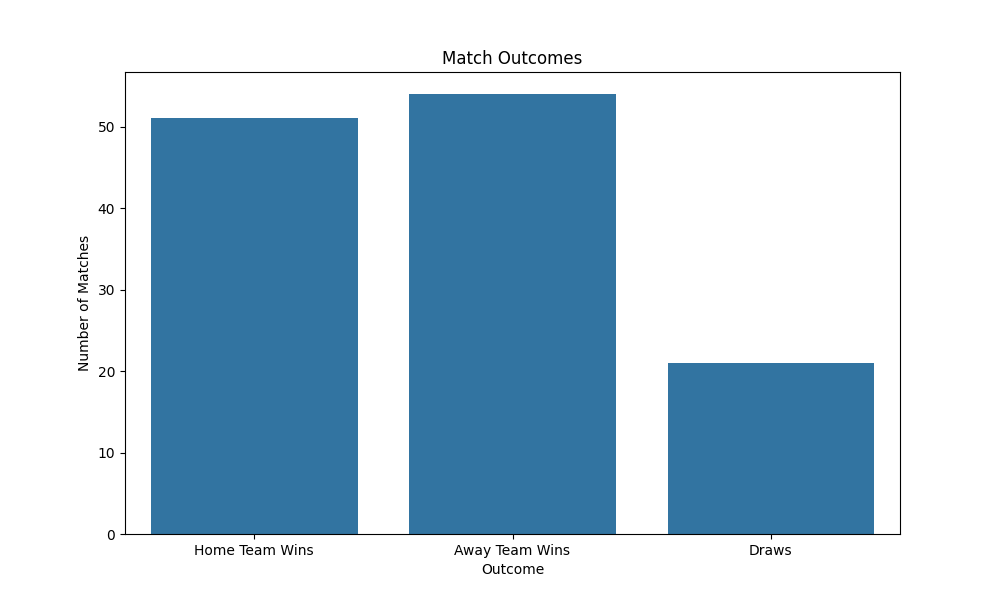 Match Outcomes
Number of Matches
50
40
30
20
10
0
Home Team Wins
Away Team Wins
Draws
Outcome